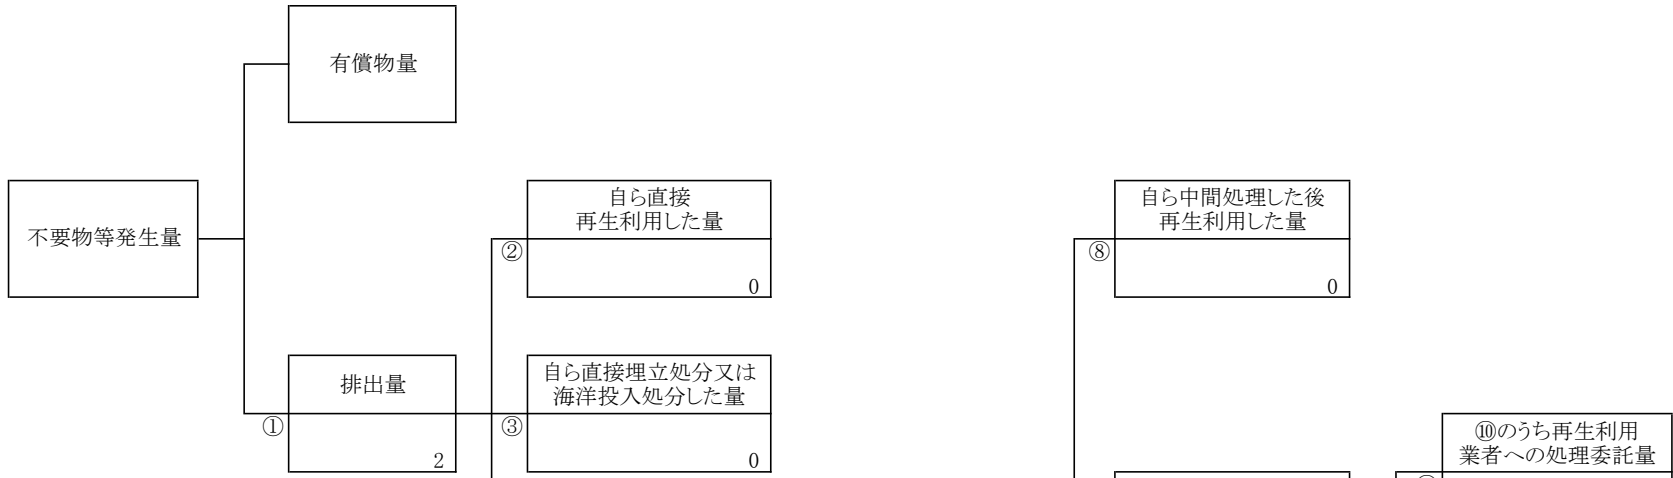 有償物量
不要物等発生量
自ら直接
再生利用した量
②
0
自ら中間処理した後
再生利用した量
⑧
0
排出量
①
2
自ら直接埋立処分又は
海洋投入処分した量
③
0
⑩のうち再生利用
業者への処理委託量